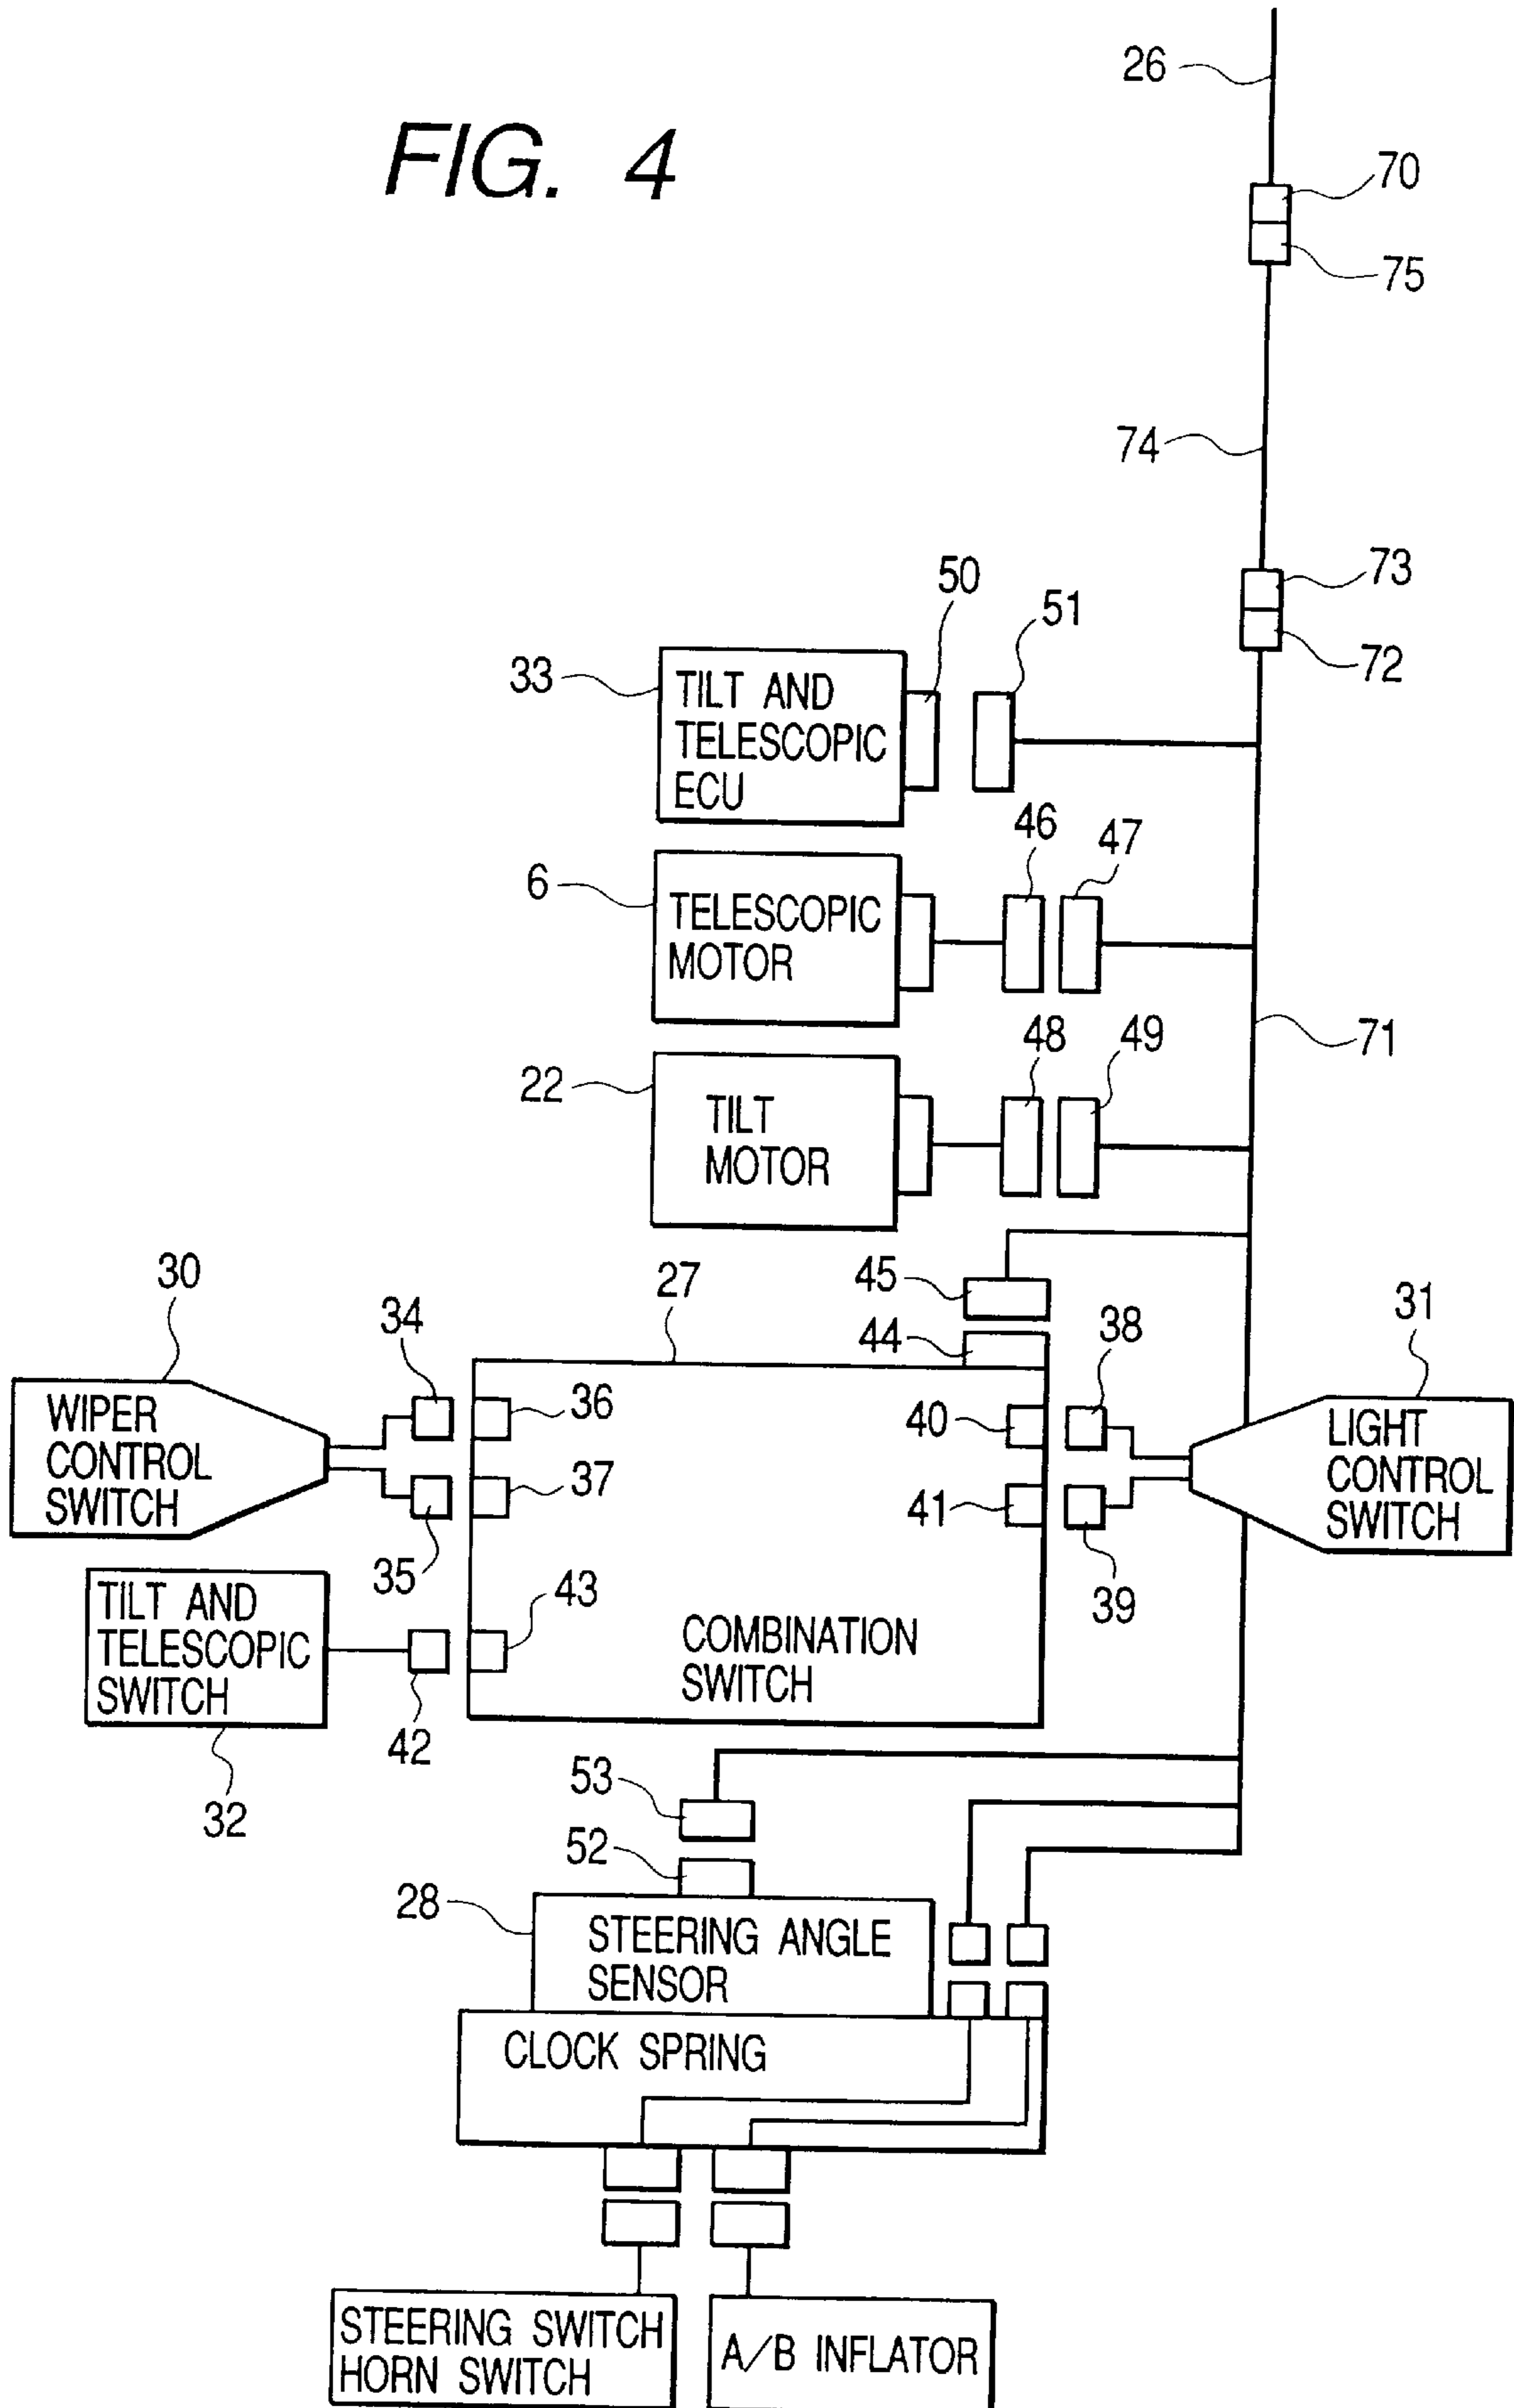 FIG. 4
26
70
75
74
73
72
50
51
33
TILT AND
TELESCOPIC
ECU
46
47
6
TELESCOPIC
MOTOR
71
48
49
22
TILT
MOTOR
45
44
30
34
27
38
31
WIPER
CONTROL
SWITCH
36
37
40
41
LIGHT
CONTROL
SWITCH
35
39
TILT AND
TELESCOPIC
SWITCH
43
COMBINATION
SWITCH
42
32
53
52
28
STEERING ANGLE
SENSOR
CLOCK SPRING
STEERING SWITCH
HORN SWITCH
A/B INFLATOR